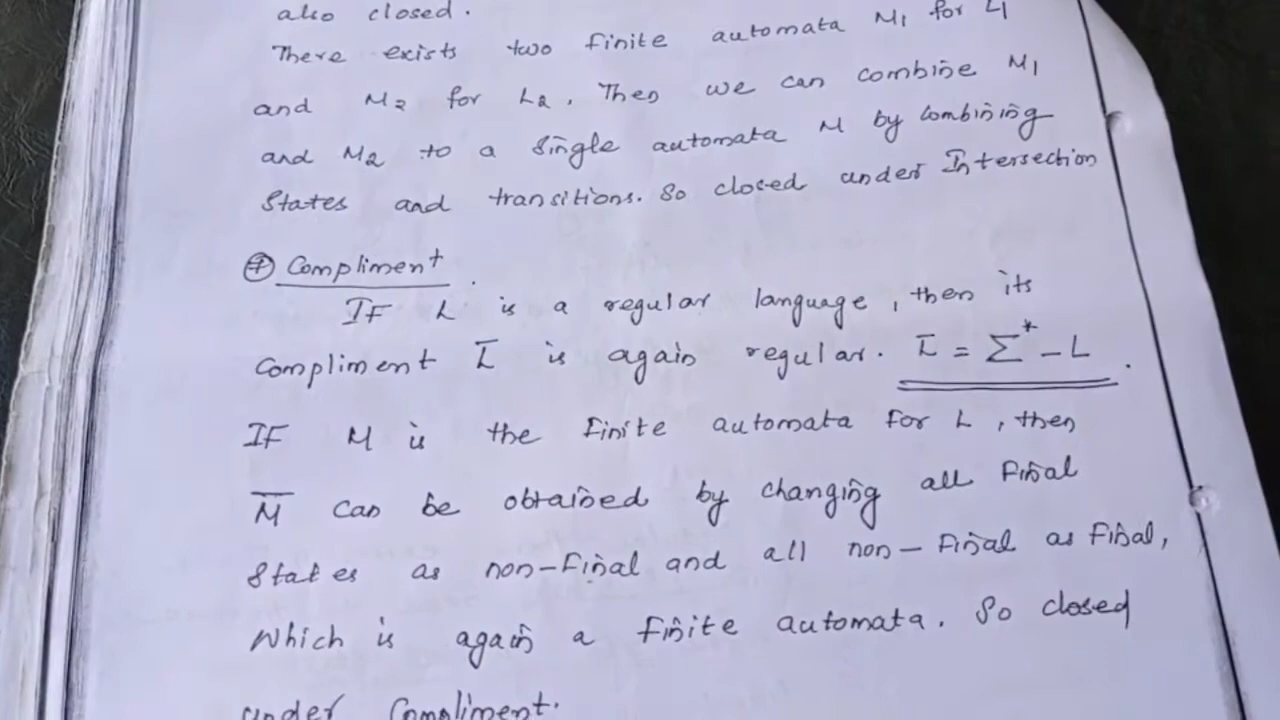 also closed.
There exists two finite automata M1 for L1
and M2 for L2. Then we can combine M1
and M2 to a single automata M by combining
States and transitions. So closed under Intersection
④ Compliment
IF L is a regular language, then its
Compliment L̅ is again regular. L̅ = Σ* - L.
IF M is the finite automata for L, then
M̅ can be obtained by changing all final
States as non-final and all non-final as final,
Which is again a finite automata. So closed
under Compliment.